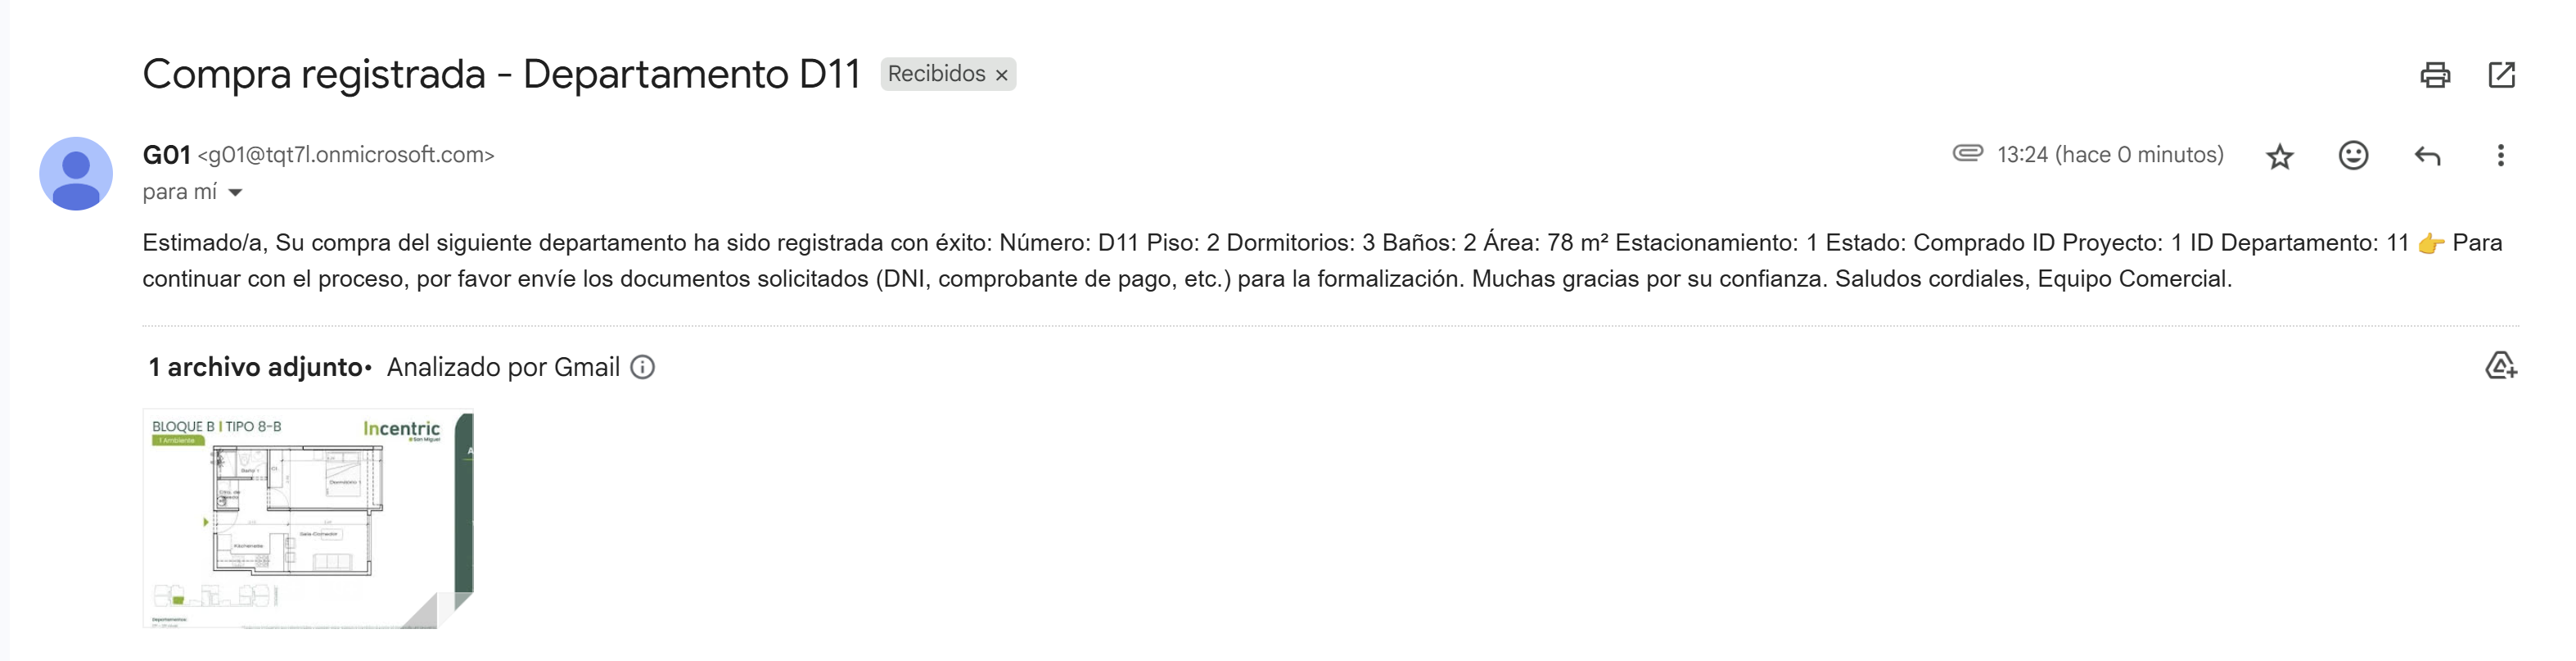 Compra registrada - Departamento D11 Recibidos ×
G01 <g01@tqt7l.onmicrosoft.com> 13:24 (hace 0 minutos)
para mí
Estimado/a, Su compra del siguiente departamento ha sido registrada con éxito: Número: D11 Piso: 2 Dormitorios: 3 Baños: 2 Área: 78 m² Estacionamiento: 1 Estado: Comprado ID Proyecto: 1 ID Departamento: 11 👉 Para
continuar con el proceso, por favor envíe los documentos solicitados (DNI, comprobante de pago, etc.) para la formalización. Muchas gracias por su confianza. Saludos cordiales, Equipo Comercial.
1 archivo adjunto• Analizado por Gmail
BLOQUE B | TIPO 8-B Incentric
1 Ambiente San Miguel
A
Baño 1
Dormitorio 1
Kitchenette Sala-Comedor
Departamentos